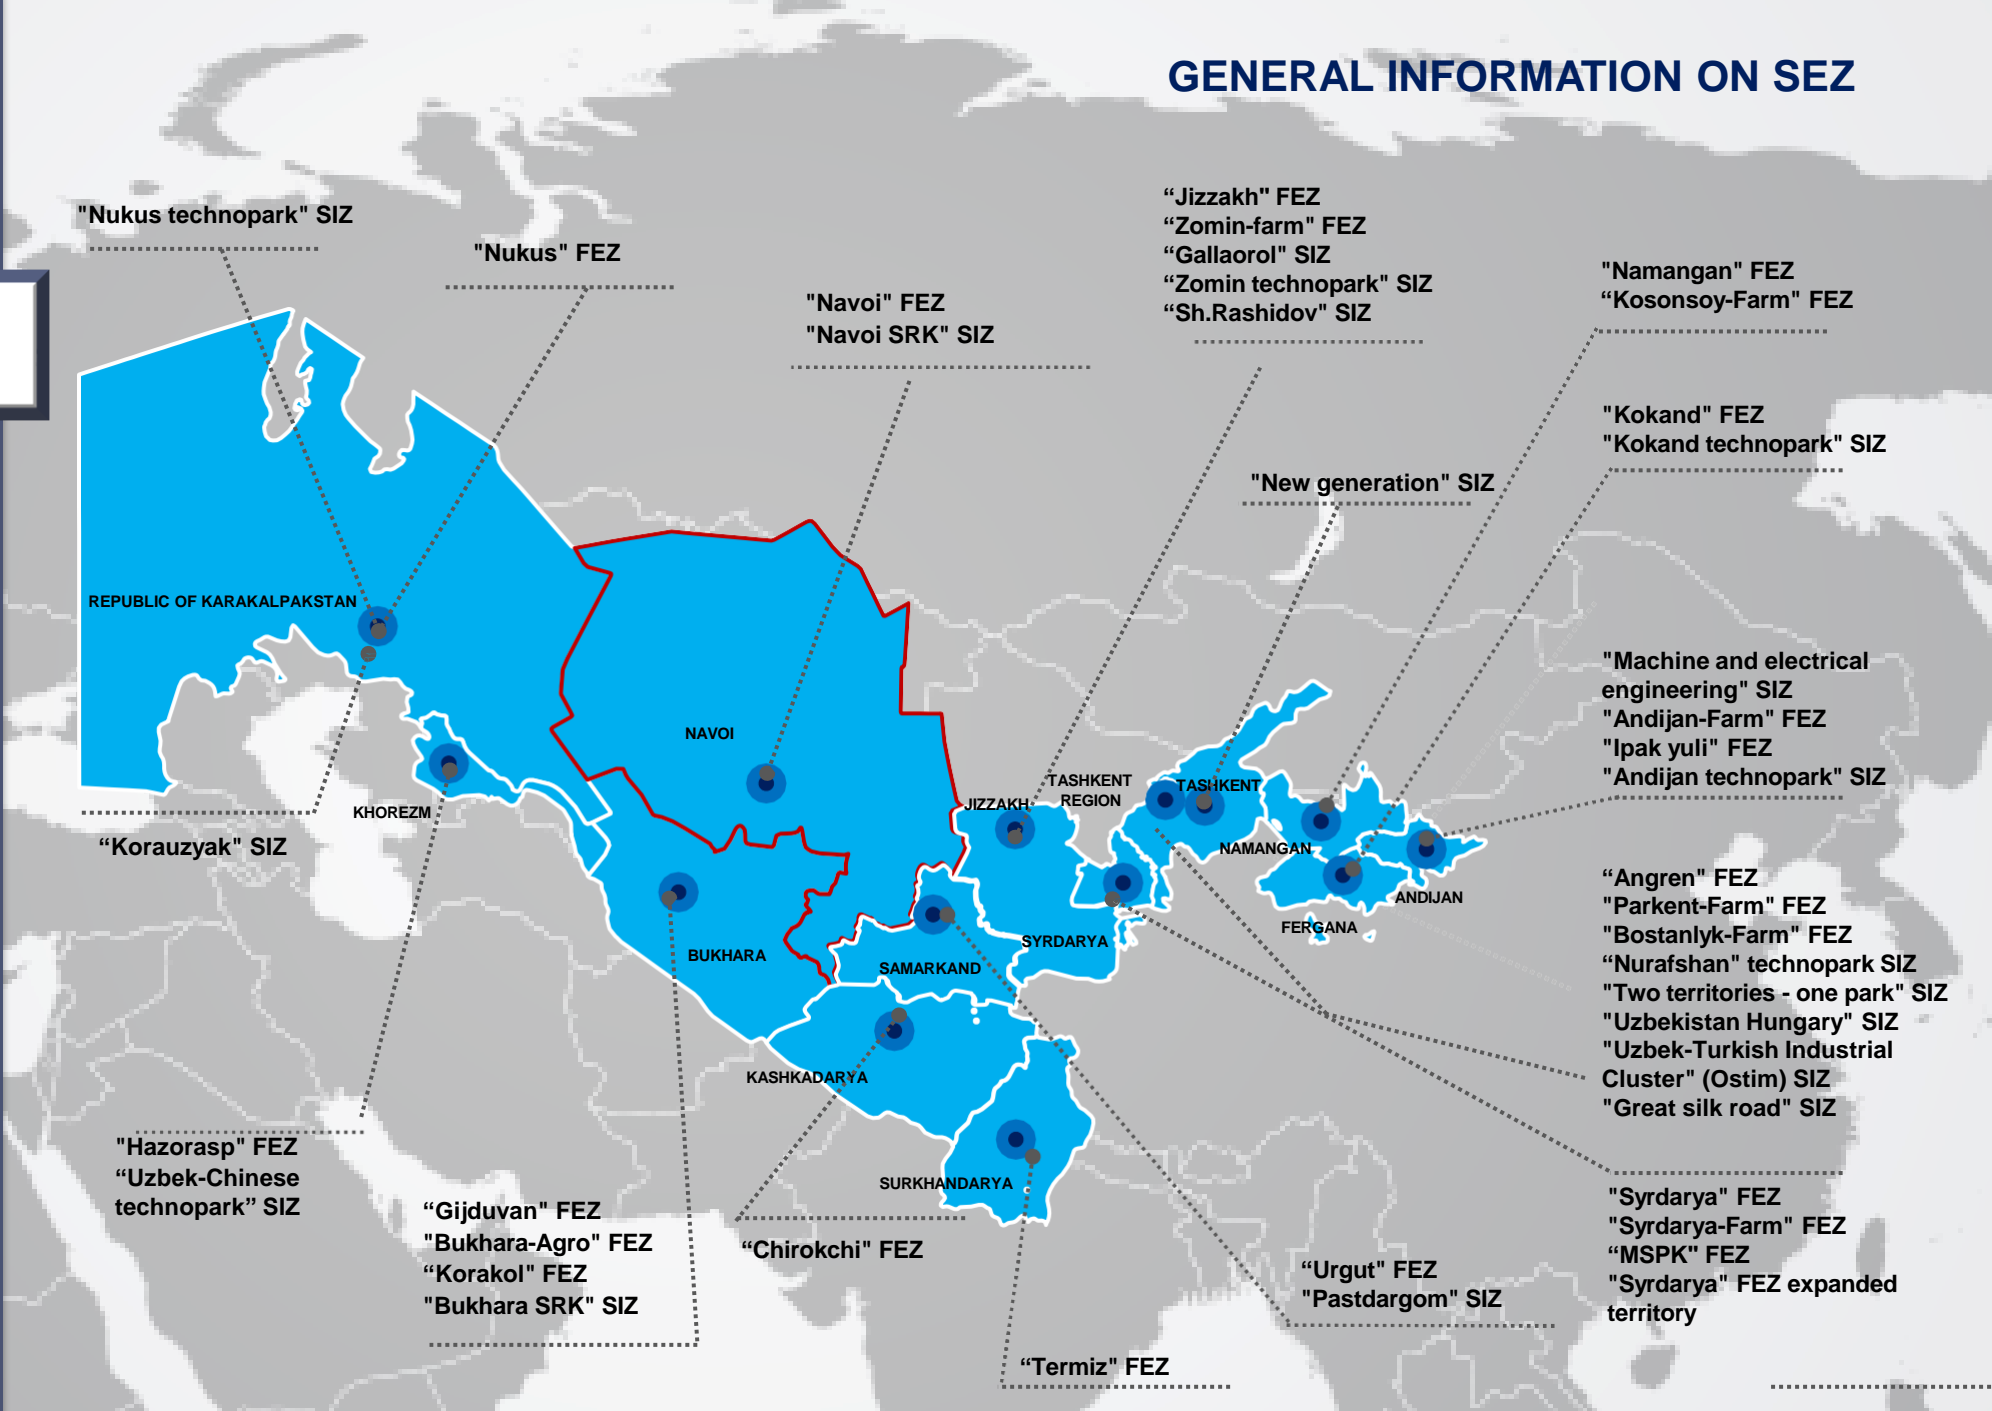 GENERAL INFORMATION ON SEZ
"Nukus technopark" SIZ
"Nukus" FEZ
"Navoi" FEZ
"Navoi SRK" SIZ
“Jizzakh" FEZ
“Zomin-farm" FEZ
“Gallaorol" SIZ
“Zomin technopark" SIZ
“Sh.Rashidov" SIZ
"Namangan" FEZ
“Kosonsoy-Farm" FEZ
"Kokand" FEZ
"Kokand technopark" SIZ
"New generation" SIZ
REPUBLIC OF KARAKALPAKSTAN
NAVOI
KHOREZM
JIZZAKH
TASHKENT
REGION
TASHKENT
NAMANGAN
ANDIJAN
FERGANA
SYRDARYA
BUKHARA
SAMARKAND
KASHKADARYA
SURKHANDARYA
"Machine and electrical
engineering" SIZ
"Andijan-Farm" FEZ
"Ipak yuli" FEZ
"Andijan technopark" SIZ
“Korauzyak" SIZ
“Angren" FEZ
"Parkent-Farm" FEZ
"Bostanlyk-Farm" FEZ
“Nurafshan" technopark SIZ
"Two territories - one park" SIZ
"Uzbekistan Hungary" SIZ
"Uzbek-Turkish Industrial
Cluster" (Ostim) SIZ
"Great silk road" SIZ
"Hazorasp" FEZ
“Uzbek-Chinese
technopark” SIZ
“Gijduvan" FEZ
"Bukhara-Agro" FEZ
“Korakol" FEZ
"Bukhara SRK" SIZ
“Chirokchi" FEZ
“Termiz" FEZ
“Urgut" FEZ
"Pastdargom" SIZ
"Syrdarya" FEZ
"Syrdarya-Farm" FEZ
“MSPK" FEZ
"Syrdarya" FEZ expanded
territory